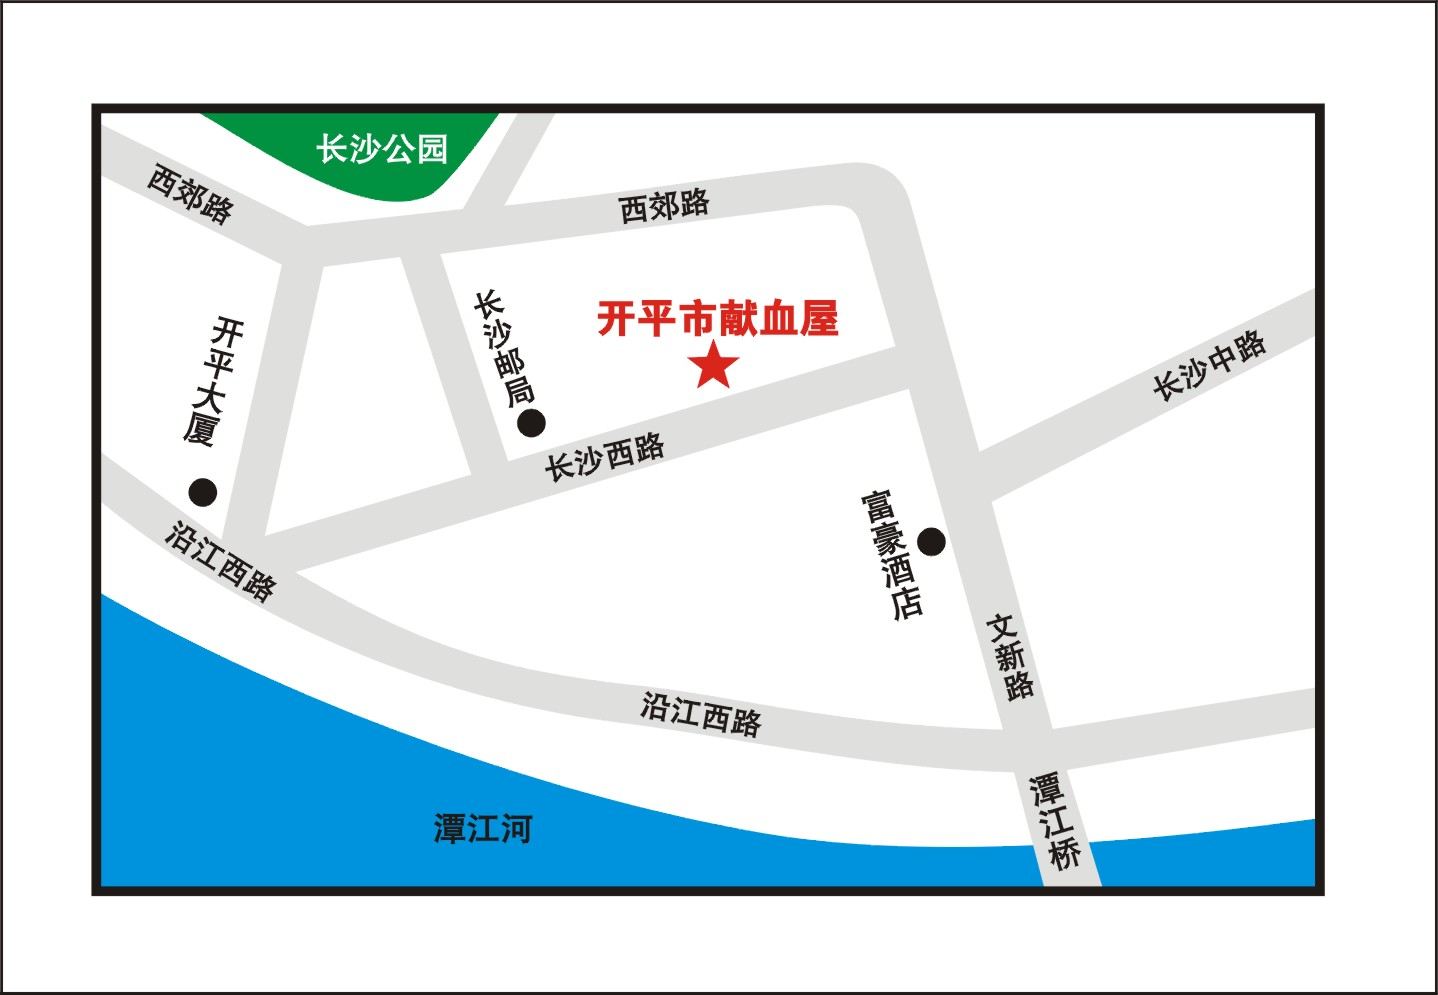 长沙公园
西郊路
西郊路
开平大厦
长沙邮局
开平市献血屋
长沙中路
长沙西路
富豪酒店
沿江西路
文新路
沿江西路
潭江桥
潭江河